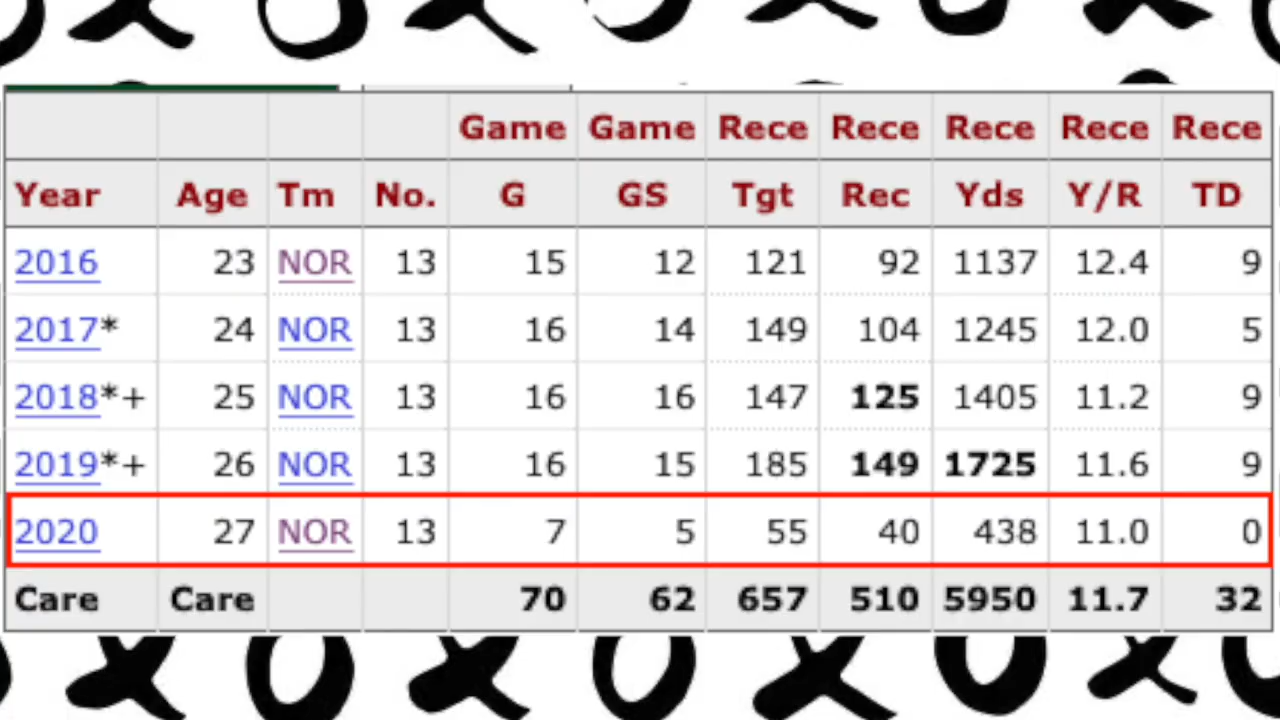 Game Game Rece Rece Rece Rece Rece
Year Age Tm No. G GS Tgt Rec Yds Y/R TD
2016 23 NOR 13 15 12 121 92 1137 12.4 9
2017* 24 NOR 13 16 14 149 104 1245 12.0 5
2018*+ 25 NOR 13 16 16 147 125 1405 11.2 9
2019*+ 26 NOR 13 16 15 185 149 1725 11.6 9
2020 27 NOR 13 7 5 55 40 438 11.0 0
Care Care 70 62 657 510 5950 11.7 32